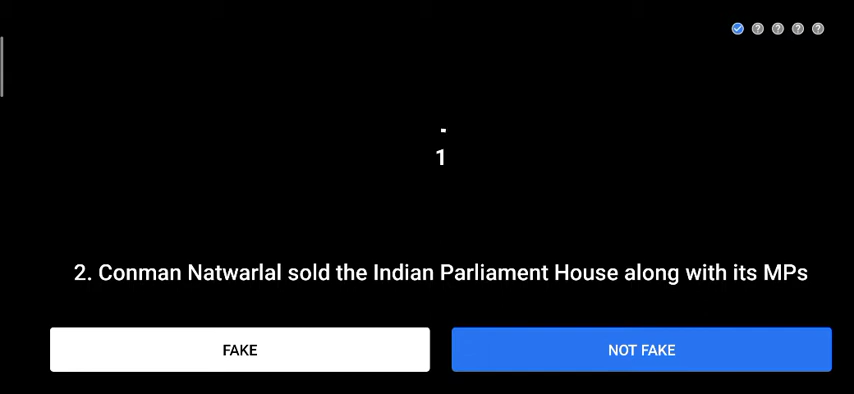 1
2. Conman Natwarlal sold the Indian Parliament House along with its MPs
FAKE
NOT FAKE